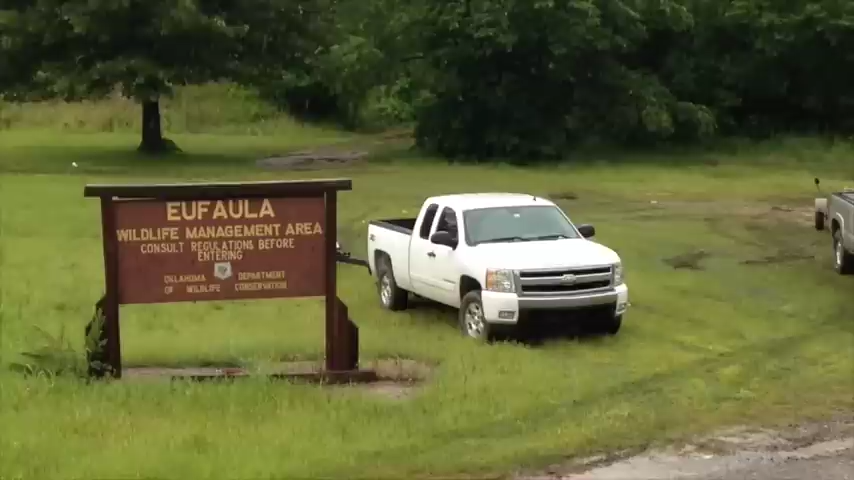 EUFAULA
WILDLIFE MANAGEMENT AREA
CONSULT REGULATIONS BEFORE
ENTERING
OKLAHOMA DEPARTMENT
OF WILDLIFE CONSERVATION